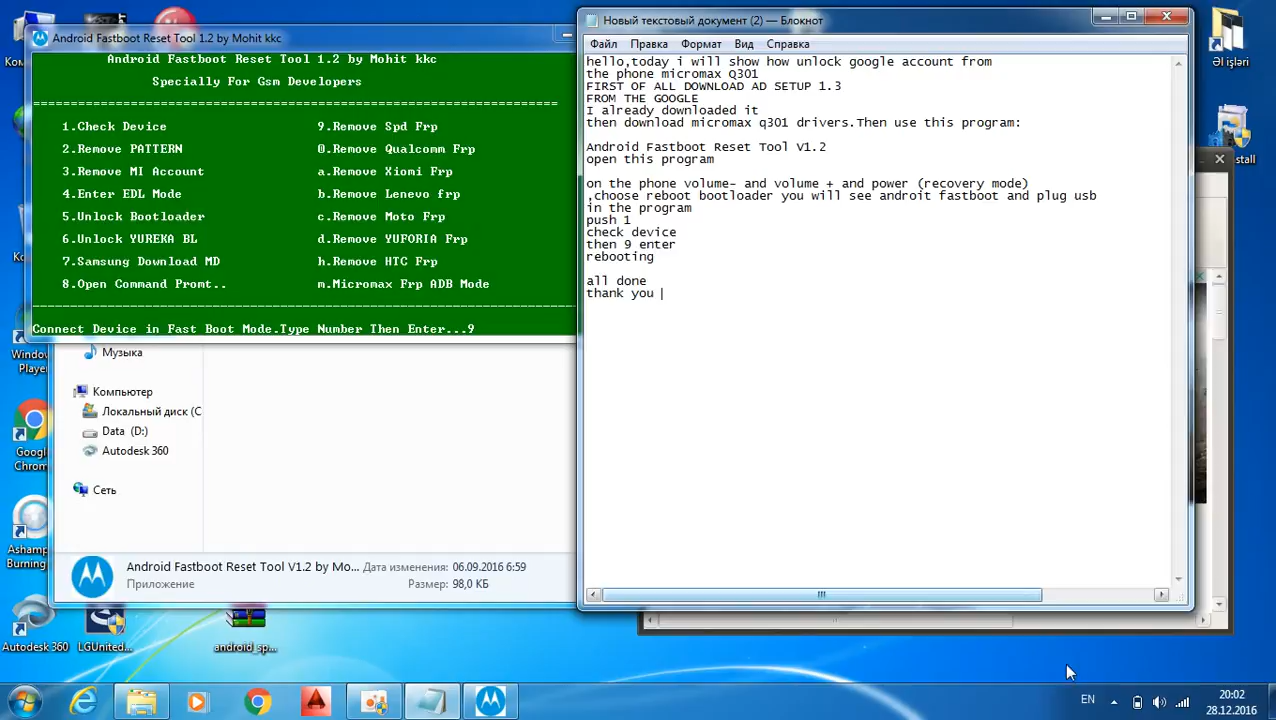 Android Fastboot Reset Tool 1.2 by Mohit kkc
Android Fastboot Reset Tool 1.2 by Mohit kkc
Specially For Gsm Developers
1.Check Device
9.Remove Spd Frp
2.Remove PATTERN
0.Remove Qualcomm Frp
3.Remove MI Account
a.Remove Xiomi Frp
4.Enter EDL Mode
b.Remove Lenevo frp
5.Unlock Bootloader
c.Remove Moto Frp
6.Unlock YUREKA BL
d.Remove YUFORIA Frp
7.Samsung Download MD
h.Remove HTC Frp
8.Open Command Promt..
m.Micromax Frp ADB Mode
Connect Device in Fast Boot Mode.Type Number Then Enter...9
Новый текстовый документ (2) — Блокнот
Файл Правка Формат Вид Справка
hello,today i will show how unlock google account from
the phone micromax Q301
FIRST OF ALL DOWNLOAD AD SETUP 1.3
FROM THE GOOGLE
I already downloaded it
then download micromax q301 drivers.Then use this program:
Android Fastboot Reset Tool V1.2
open this program
on the phone volume- and volume + and power (recovery mode)
,choose reboot bootloader you will see androit fastboot and plug usb
in the program
push 1
check device
then 9 enter
rebooting
all done
thank you
Музыка
Компьютер
Локальный диск (C
Data (D:)
Autodesk 360
Сеть
Android Fastboot Reset Tool V1.2 by Mo...
Дата изменения: 06.09.2016 6:59
Приложение
Размер: 98,0 КБ
Əl işləri
stall
Ком
Ko
Window
Player
Goog
Chrom
Ashamp
Burning
Autodesk 360
LGUnited...
android_sp...
EN
20:02
28.12.2016